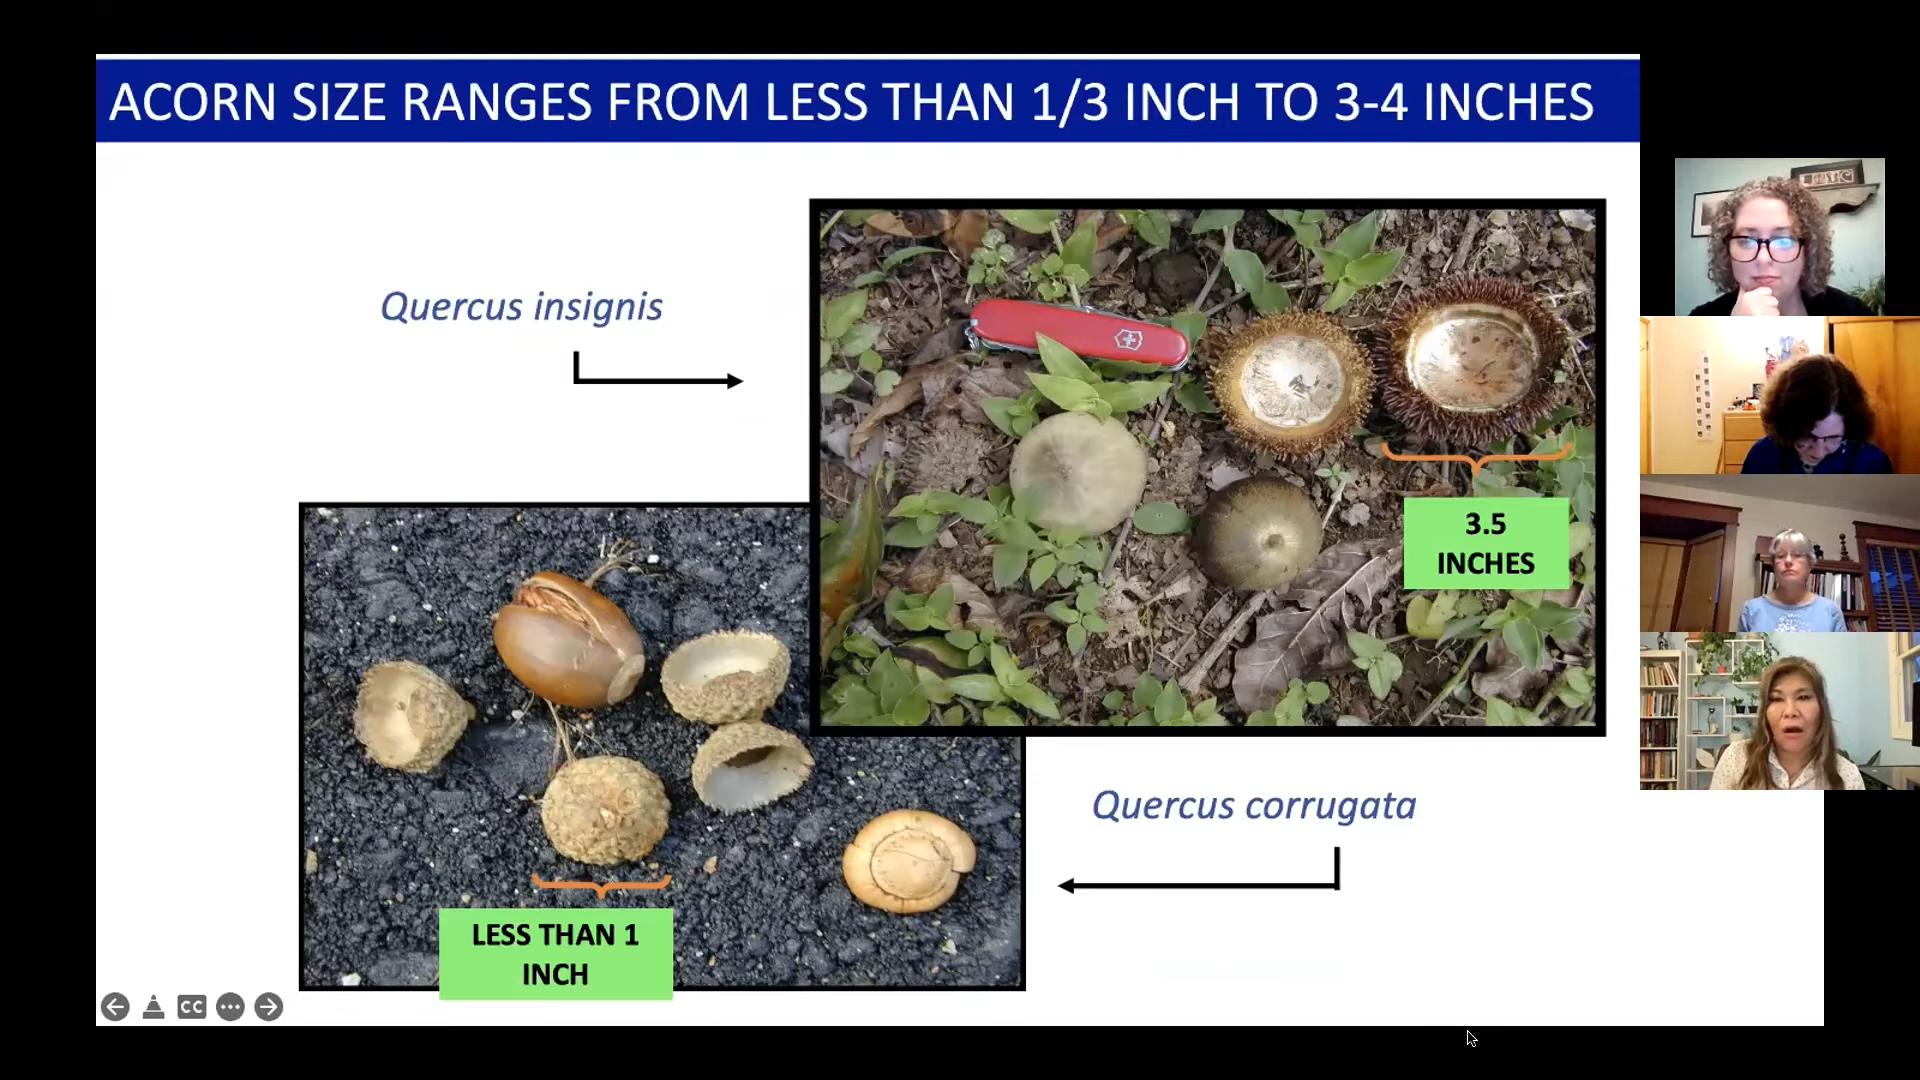 ACORN SIZE RANGES FROM LESS THAN 1/3 INCH TO 3-4 INCHES
Quercus insignis
3.5
INCHES
Quercus corrugata
LESS THAN 1
INCH
CC